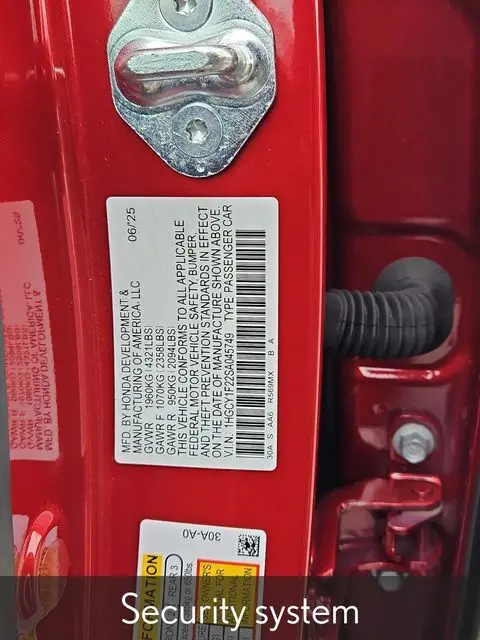 06/25
MFD. BY HONDA DEVELOPMENT &
MANUFACTURING OF AMERICA. LLC
GVWR 1960KG(4321LBS)
GAWR F 1070KG(2358LBS)
GAWR R 950KG(2094LBS)
THIS VEHICLE CONFORMS TO ALL APPLICABLE
FEDERAL MOTOR VEHICLE SAFETY, BUMPER,
AND THEFT PREVENTION STANDARDS IN EFFECT
ON THE DATE OF MANUFACTURE SHOWN ABOVE.
V.I.N. 1HGCY1F22SA045749 TYPE PASSENGER CAR
30A S AA6 R569MX B A
30A-A0
REAR 3
Security system